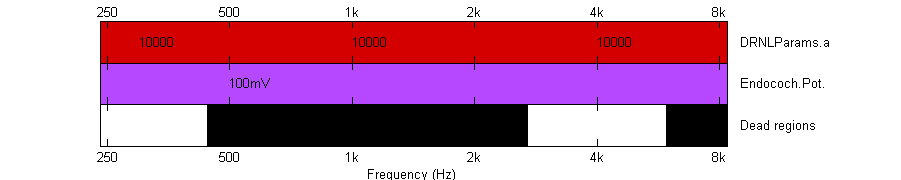 250 500 1k 2k 4k 8k
10000 10000 10000 DRNLParams.a
100mV Endococh.Pot.
Dead regions
250 500 1k 2k 4k 8k
Frequency (Hz)